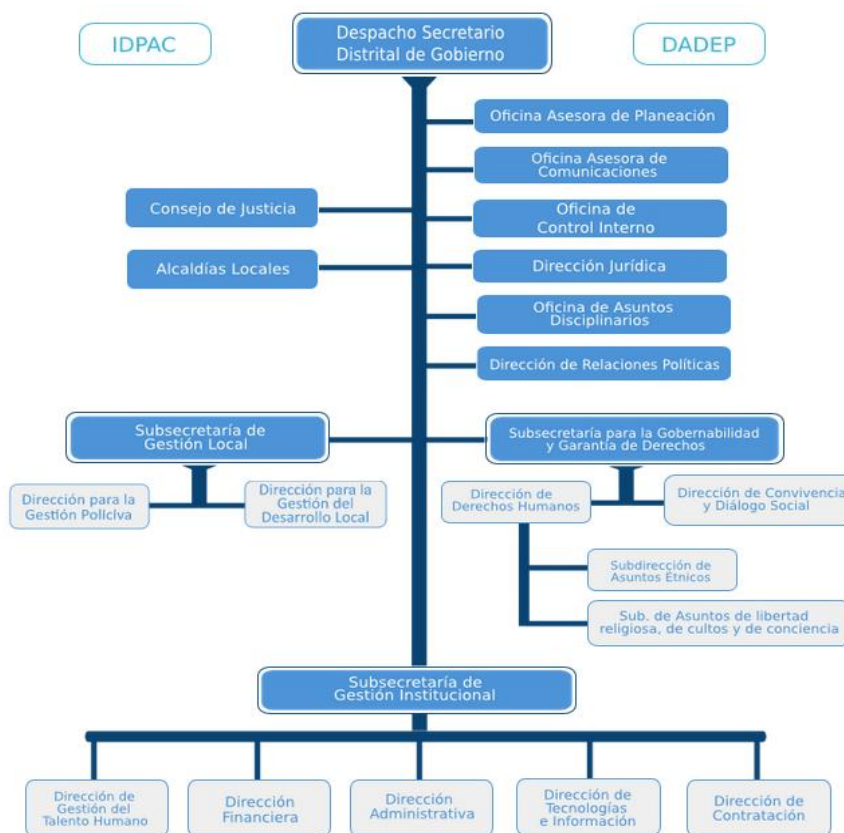 IDPAC
Despacho Secretario
Distrital de Gobierno
DADEP
Oficina Asesora de Planeación
Oficina Asesora de
Comunicaciones
Consejo de Justicia
Oficina de
Control Interno
Alcaldías Locales
Dirección Jurídica
Oficina de Asuntos
Disciplinarios
Dirección de Relaciones Políticas
Subsecretaría de
Gestión Local
Subsecretaría para la Gobernabilidad
y Garantía de Derechos
Dirección para la
Gestión Policiva
Dirección para la
Gestión del
Desarrollo Local
Dirección de
Derechos Humanos
Dirección de Convivencia
y Diálogo Social
Subdirección de
Asuntos Étnicos
Sub. de Asuntos de libertad
religiosa, de cultos y de conciencia
Subsecretaría de
Gestión Institucional
Dirección de
Gestión del
Talento Humano
Dirección
Financiera
Dirección
Administrativa
Dirección de
Tecnologías
e Información
Dirección de
Contratación